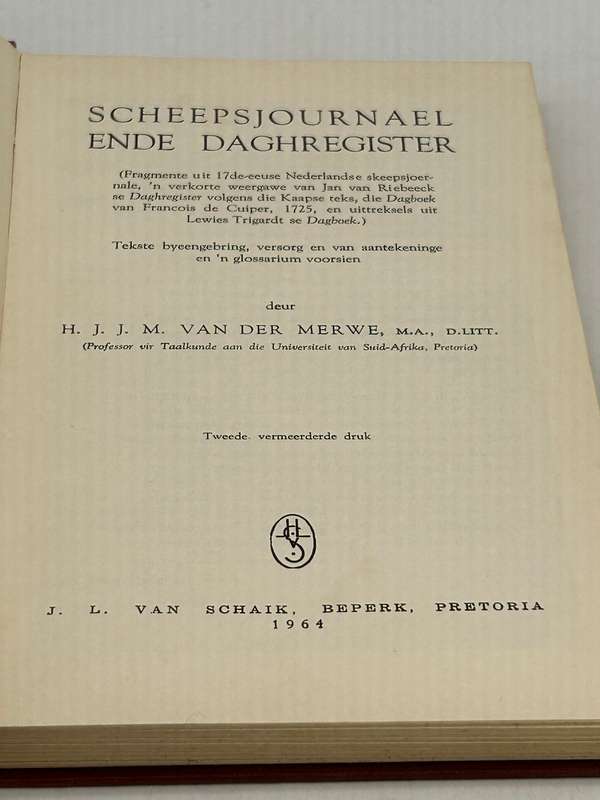 SCHEEPSJOURNAEL
ENDE DAGHREGISTER
(Fragmente uit 17de-eeuse Nederlandse skeepsjoer-
nale, 'n verkorte weergawe van Jan van Riebeeck
se Daghregister volgens die Kaapse teks, die Dagboek
van Francois de Cuiper, 1725, en uittreksels uit
Lewies Trigardt se Dagboek.)
Tekste byeengebring, versorg en van aantekeninge
en 'n glossarium voorsien
deur
H. J. J. M. VAN DER MERWE, M.A., D.LITT.
(Professor vir Taalkunde aan die Universiteit van Suid-Afrika, Pretoria)
Tweede, vermeerderde druk
J. L. VAN SCHAIK, BEPERK, PRETORIA
1964